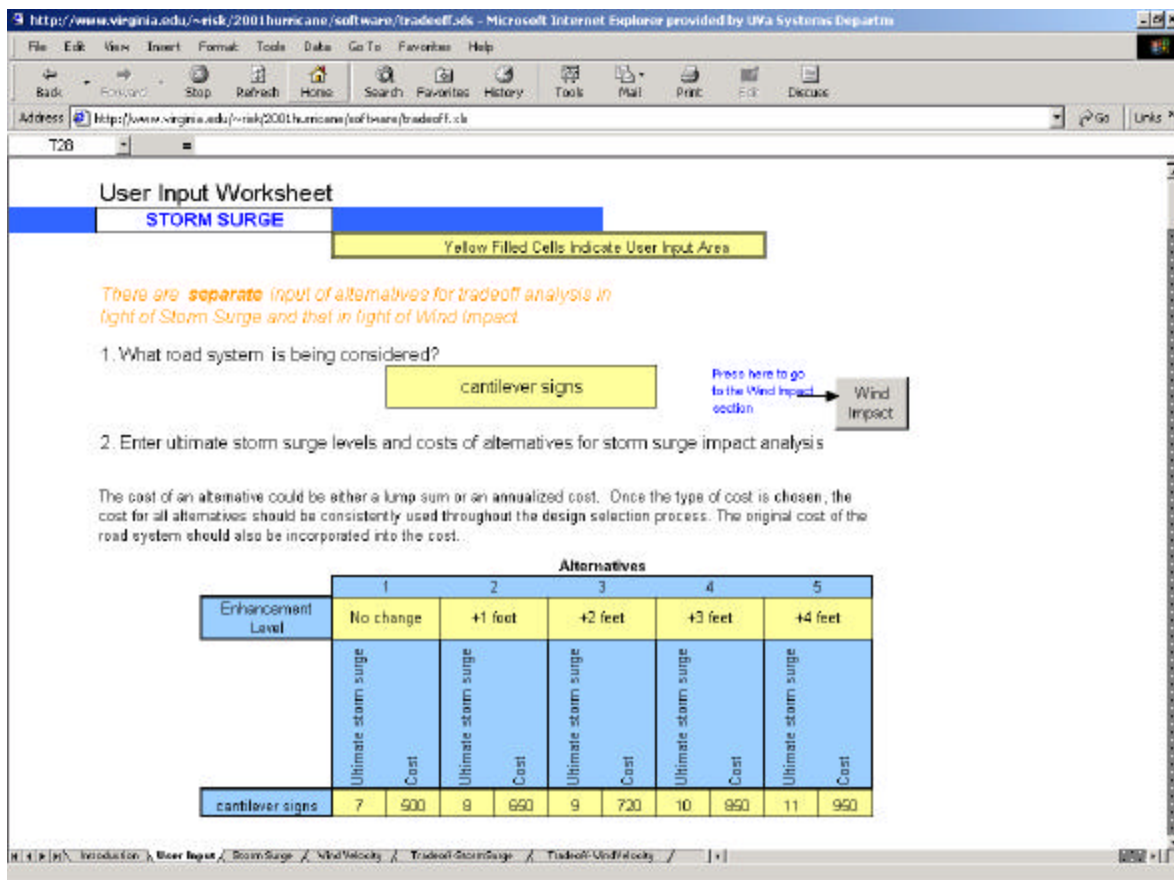 http://www.virginia.edu/~risk/2001hurricane/software/tradeoff.xls - Microsoft Internet Explorer provided by UVa Systems Departm
File Edit View Insert Format Tools Data Go To Favorites Help
Back Forward Stop Refresh Home Search Favorites History Tools Mail Print Edit Discuss
Address http://www.virginia.edu/~risk/2001hurricane/software/tradeoff.xls Go Links »
T28 =
User Input Worksheet
STORM SURGE
Yellow Filled Cells Indicate User Input Area
There are separate input of alternatives for tradeoff analysis in
light of Storm Surge and that in light of Wind Impact.
1. What road system is being considered?
cantilever signs
Press here to go
to the Wind Impact
section
Wind
Impact
2. Enter ultimate storm surge levels and costs of alternatives for storm surge impact analysis
The cost of an alternative could be either a lump sum or an annualized cost. Once the type of cost is chosen, the
cost for all alternatives should be consistently used throughout the design selection process. The original cost of the
road system should also be incorporated into the cost.
Alternatives
1 2 3 4 5
Enhancement
Level
No change +1 foot +2 feet +3 feet +4 feet
Ultimate storm surge Cost Ultimate storm surge Cost Ultimate storm surge Cost Ultimate storm surge Cost Ultimate storm surge Cost
cantilever signs 7 8 9 720 10 11
Introduction User Input StormSurge WindVelocity Tradeoff-StormSurge Tradeoff-WindVelocity